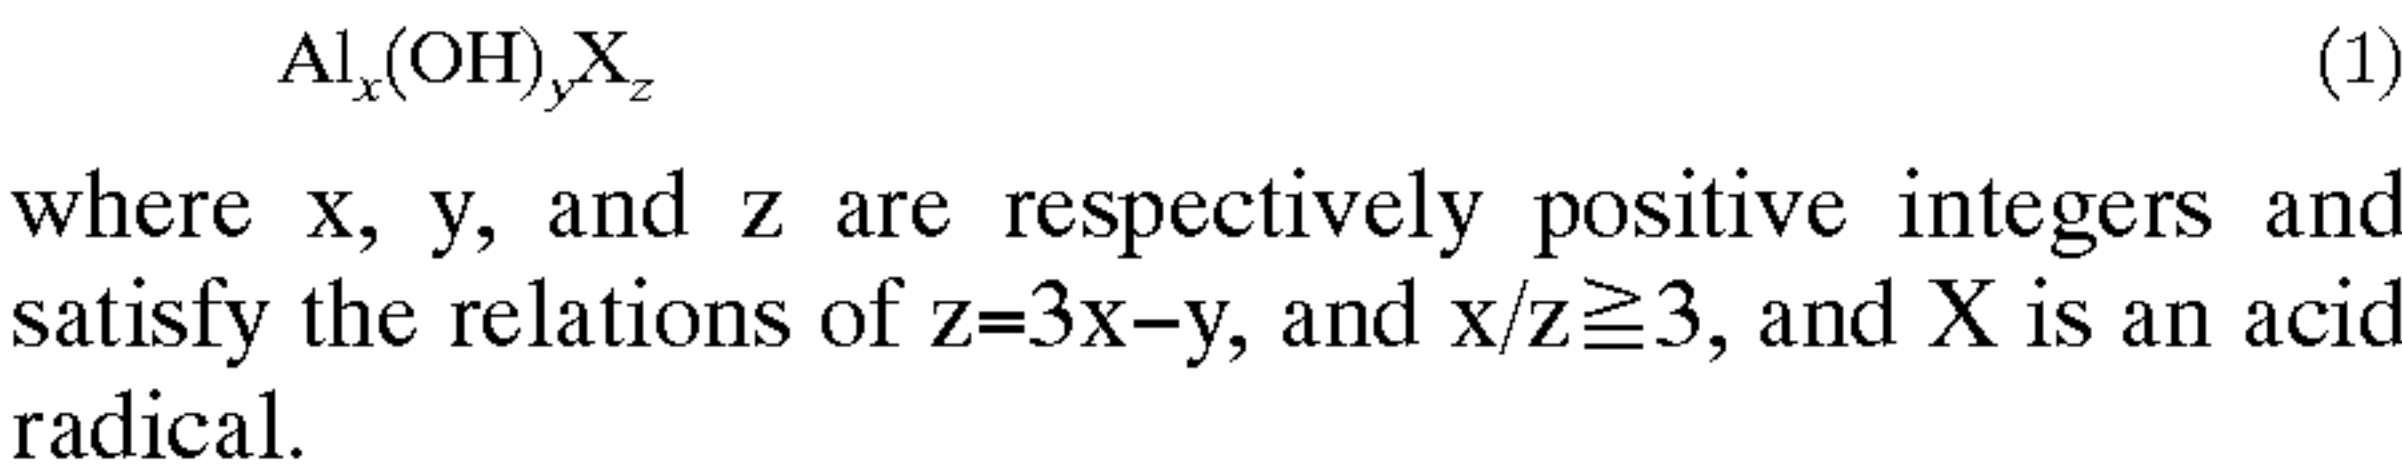 Alx(OH)yXz (1)
where x, y, and z are respectively positive integers and
satisfy the relations of z=3x−y, and x/z≧3, and X is an acid
radical.